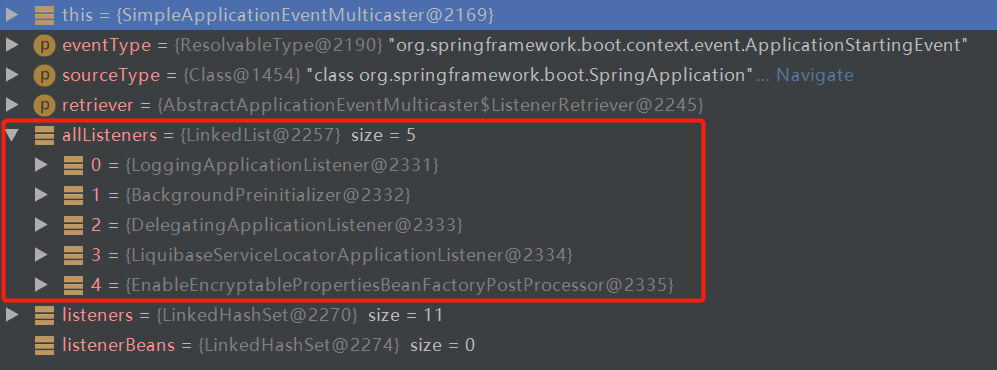 this = {SimpleApplicationEventMulticaster@2169}
p eventType = {ResolvableType@2190} "org.springframework.boot.context.event.ApplicationStartingEvent"
p sourceType = {Class@1454} "class org.springframework.boot.SpringApplication" ... Navigate
p retriever = {AbstractApplicationEventMulticaster$ListenerRetriever@2245}
allListeners = {LinkedList@2257} size = 5
0 = {LoggingApplicationListener@2331}
1 = {BackgroundPreinitializer@2332}
2 = {DelegatingApplicationListener@2333}
3 = {LiquibaseServiceLocatorApplicationListener@2334}
4 = {EnableEncryptablePropertiesBeanFactoryPostProcessor@2335}
listeners = {LinkedHashSet@2270} size = 11
listenerBeans = {LinkedHashSet@2274} size = 0